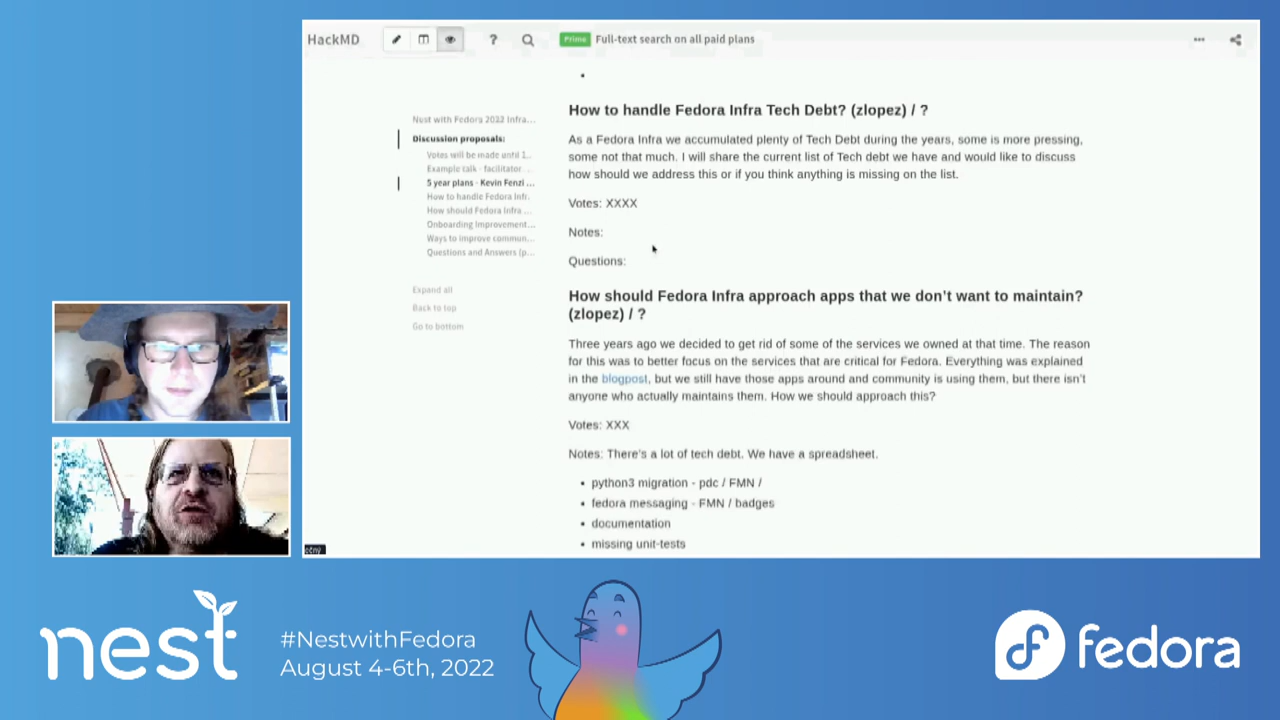 HackMD
Prime Full-text search on all paid plans
Nest with Fedora 2022 Infra...
Discussion proposals:
Votes will be made until 1...
Example talk - facilitator ...
5 year plans - Kevin Fenzi ...
How to handle Fedora Infr...
How should Fedora Infra ...
Onboarding Improvement...
Ways to improve commun...
Questions and Answers (p...
Expand all
Back to top
Go to bottom
How to handle Fedora Infra Tech Debt? (zlopez) / ?
As a Fedora Infra we accumulated plenty of Tech Debt during the years, some is more pressing,
some not that much. I will share the current list of Tech debt we have and would like to discuss
how should we address this or if you think anything is missing on the list.
Votes: XXXX
Notes:
Questions:
How should Fedora Infra approach apps that we don't want to maintain?
(zlopez) / ?
Three years ago we decided to get rid of some of the services we owned at that time. The reason
for this was to better focus on the services that are critical for Fedora. Everything was explained
in the blogpost, but we still have those apps around and community is using them, but there isn't
anyone who actually maintains them. How we should approach this?
Votes: XXX
Notes: There's a lot of tech debt. We have a spreadsheet.
• python3 migration - pdc / FMN /
• fedora messaging - FMN / badges
• documentation
• missing unit-tests
nest
#NestwithFedora
August 4-6th, 2022
fedora